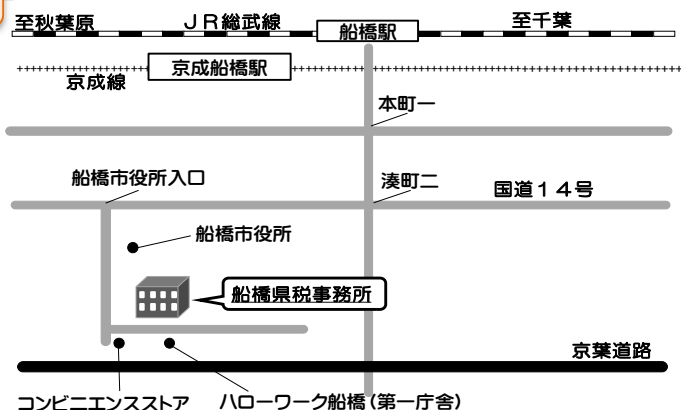 至秋葉原
ＪＲ総武線
船橋駅
至千葉
京成船橋駅
京成線
本町一
船橋市役所入口
湊町二
国道１４号
船橋市役所
船橋県税事務所
京葉道路
コンビニエンスストア
ハローワーク船橋（第一庁舎）